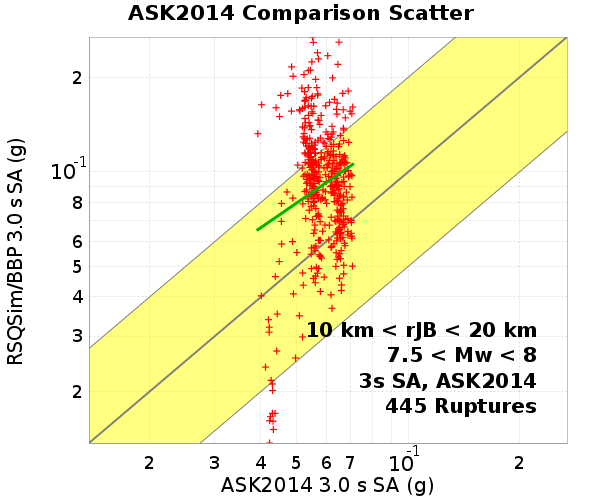 ASK2014 Comparison Scatter
RSQSim/BBP 3.0 s SA (g)
2
10⁻¹
8
6
5
4
3
2
10 km < rJB < 20 km
7.5 < Mw < 8
3s SA, ASK2014
445 Ruptures
2 3 4 5 6 7 10⁻¹ 2
ASK2014 3.0 s SA (g)